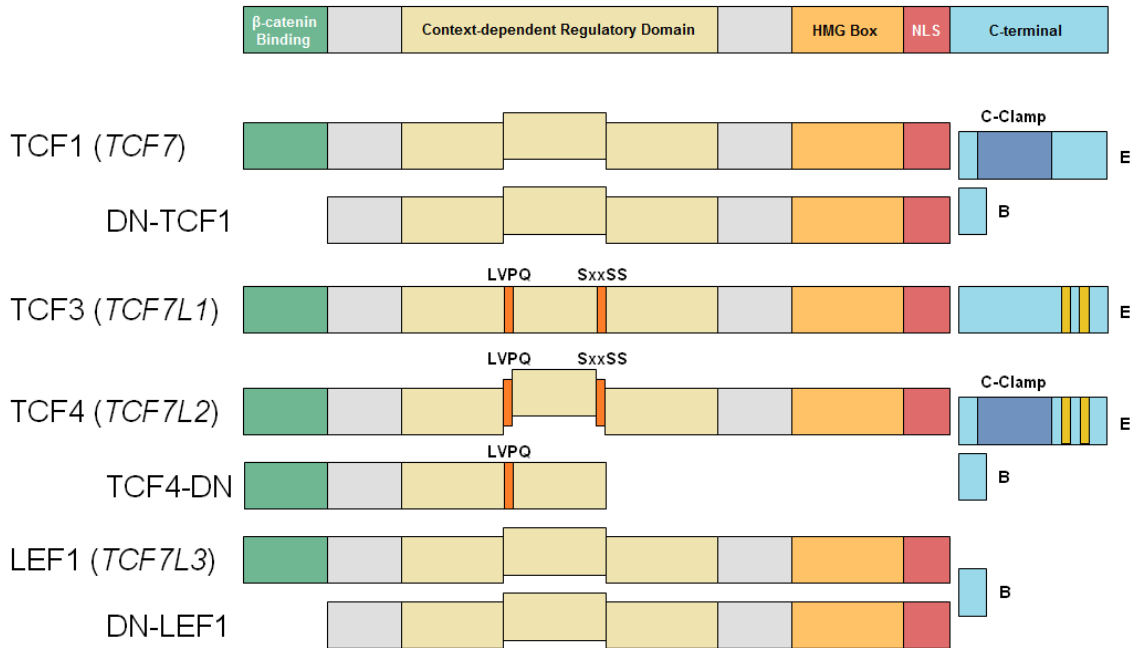 β-catenin
Binding
Context-dependent Regulatory Domain
HMG Box
NLS
C-terminal
TCF1 (TCF7)
C-Clamp
E
DN-TCF1
B
LVPQ
SxxSS
TCF3 (TCF7L1)
E
LVPQ
SxxSS
TCF4 (TCF7L2)
C-Clamp
E
LVPQ
TCF4-DN
B
LEF1 (TCF7L3)
B
DN-LEF1